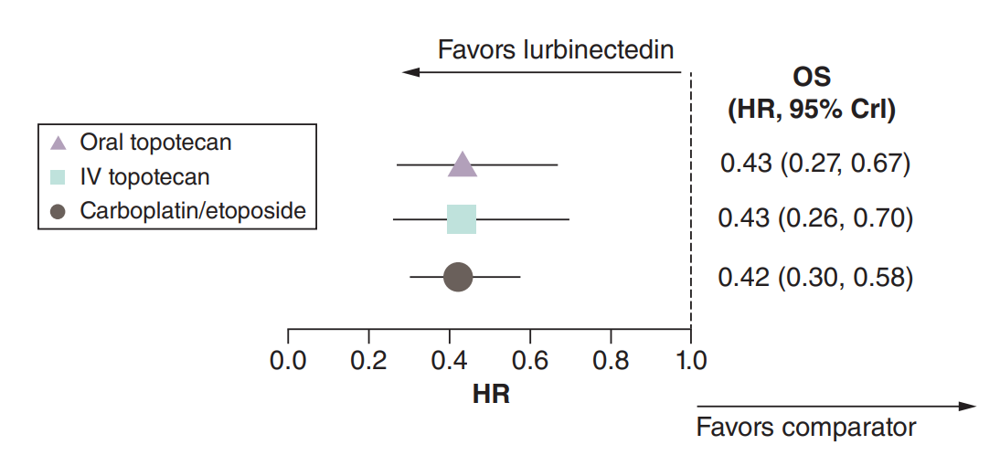 Favors lurbinectedin
OS
(HR, 95% Crl)
Oral topotecan
IV topotecan
Carboplatin/etoposide
0.43 (0.27, 0.67)
0.43 (0.26, 0.70)
0.42 (0.30, 0.58)
0.0 0.2 0.4 0.6 0.8 1.0
HR
Favors comparator